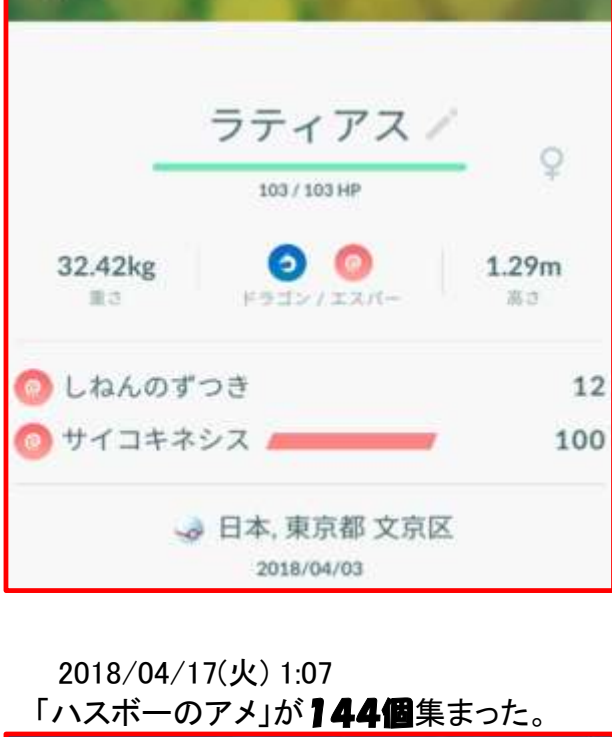 ラティアス
103 / 103 HP
32.42kg
重さ
ドラゴン / エスパー
1.29m
高さ
しねんのずつき 12
サイコキネシス 100
日本, 東京都 文京区
2018/04/03
2018/04/17(火) 1:07
「ハスボーのアメ」が144個集まった。